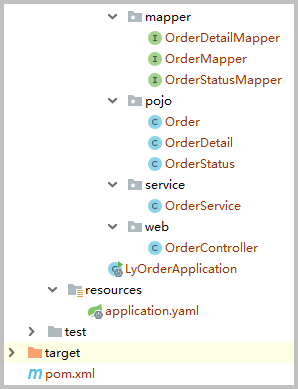 mapper
OrderDetailMapper
OrderMapper
OrderStatusMapper
pojo
Order
OrderDetail
OrderStatus
service
OrderService
web
OrderController
LyOrderApplication
resources
application.yaml
test
target
pom.xml